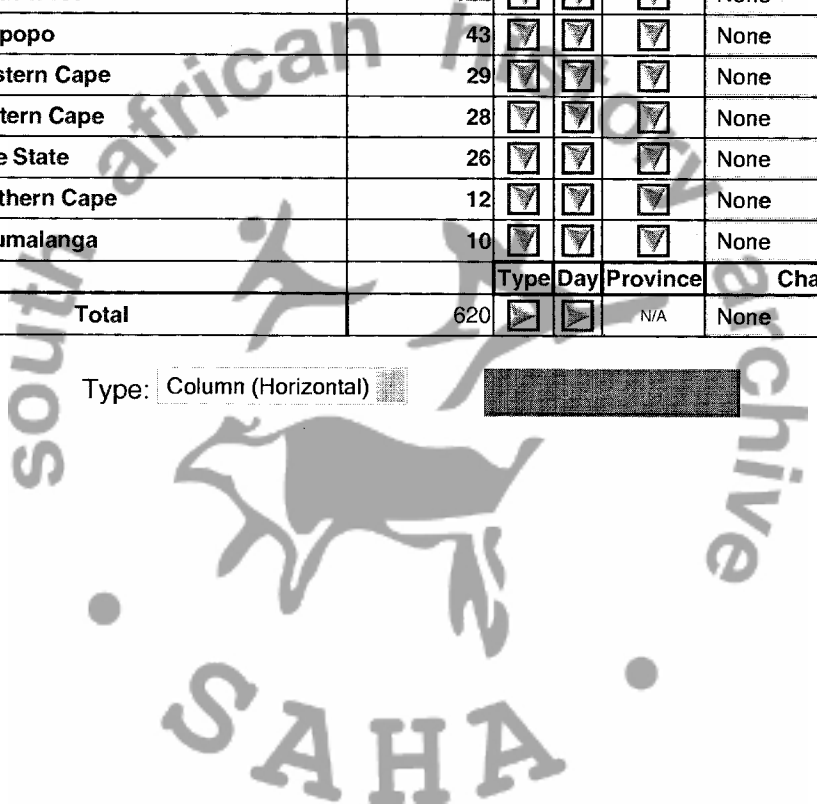 None
popo 43 None
stern Cape 29 None
tern Cape 28 None
e State 26 None
thern Cape 12 None
umalanga 10 None
Type Day Province Cha
Total 620 N/A None
Type: Column (Horizontal)
south african history archive
SAHA